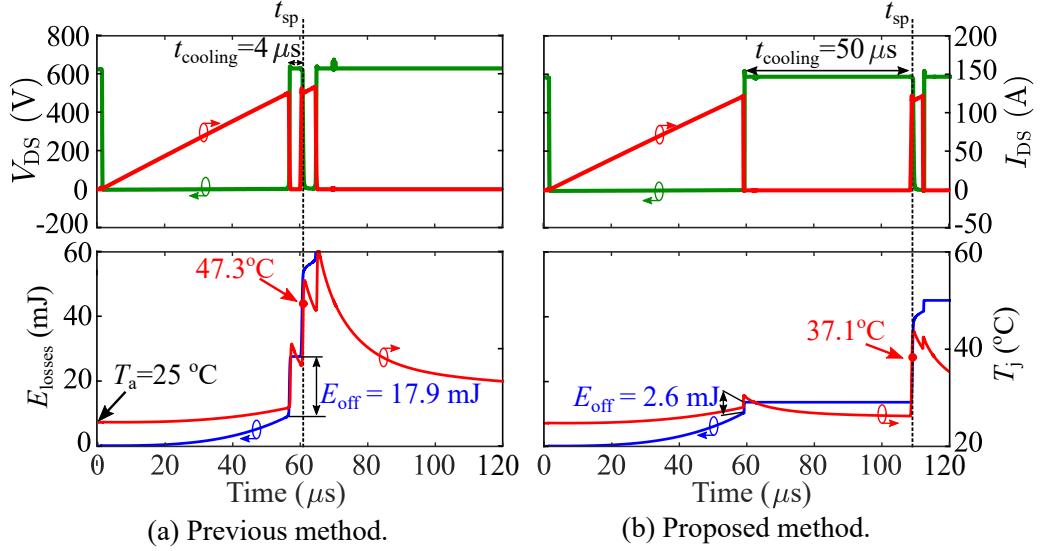 t_sp
t_sp
800
600
400
200
0
-200
V_DS (V)
t_cooling=4 μs
t_cooling=50 μs
200
150
100
50
0
-50
I_DS (A)
60
40
20
0
E_losses (mJ)
47.3°C
T_a=25 °C
E_off = 17.9 mJ
0 20 40 60 80 100 120
Time (μs)
37.1°C
E_off = 2.6 mJ
60
40
20
T_j (°C)
0 20 40 60 80 100 120
Time (μs)
(a) Previous method.
(b) Proposed method.